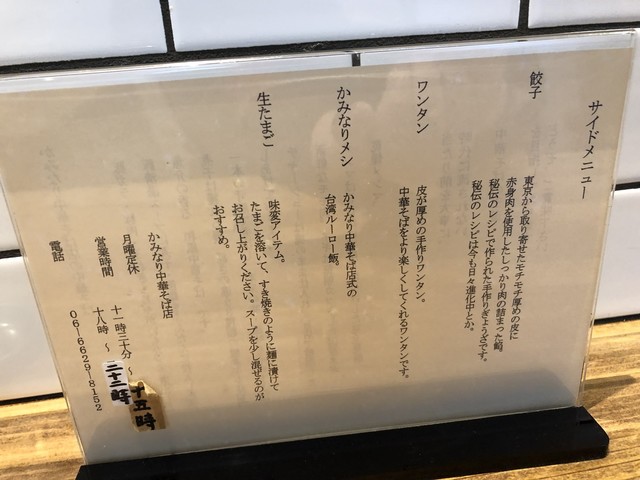 サイドメニュー
餃子
東京から取り寄せたモチモチ厚めの皮に
赤身肉を使用したしっかり肉の詰まった餡。
秘伝のレシピで作られた手作りぎょうざです。
秘伝のレシピは今も日々進化中とか。
ワンタン
皮が厚めの手作りワンタン。
中華そばをより楽しくしてくれるワンタンです。
かみなりメシ
かみなり中華そば店式の
台湾ルーロー飯。
生たまご
味変アイテム。
たまごを溶いて、すき焼きのように麺に漬けて
お召し上がりください。スープを少し混ぜるのが
おすすめ。
かみなり中華そば店
月曜定休
営業時間 十一時三十分~十五時
十八時~二十二時
電話 06-6629-8152